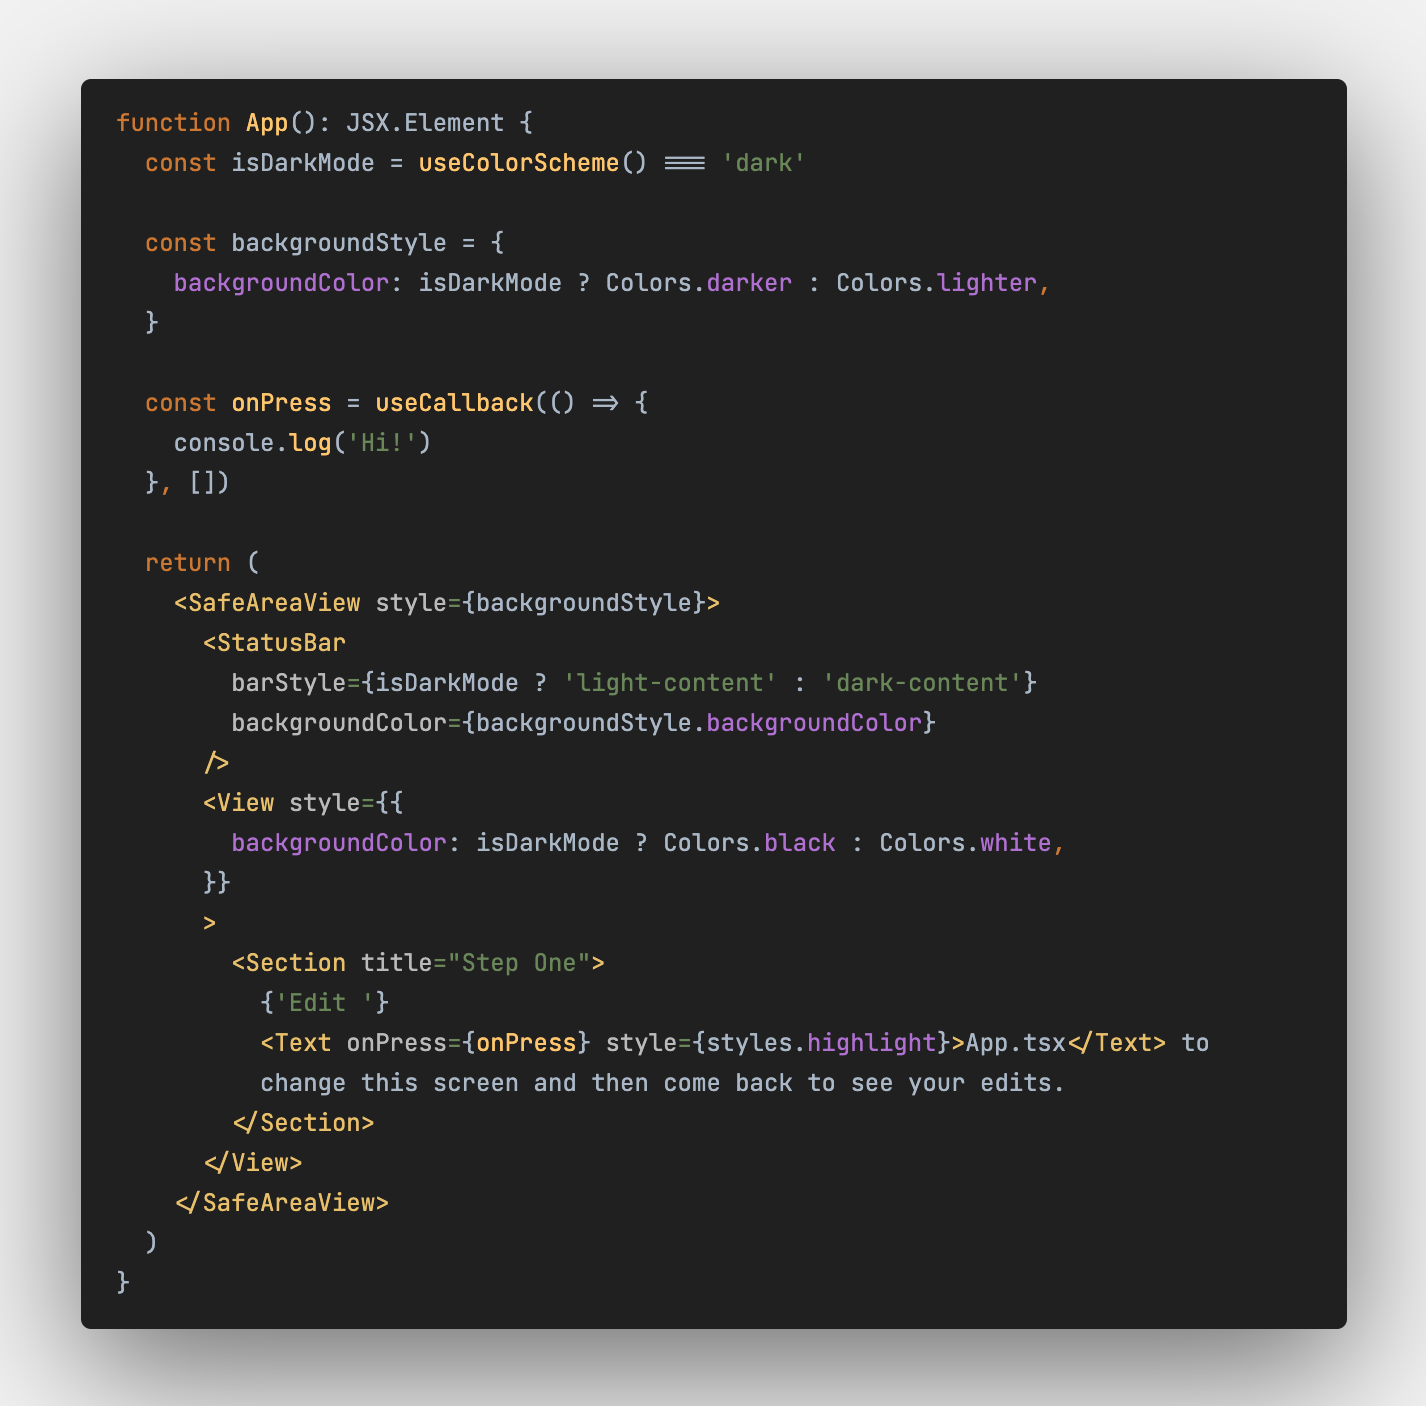 function App(): JSX.Element {
  const isDarkMode = useColorScheme() === 'dark'

  const backgroundStyle = {
    backgroundColor: isDarkMode ? Colors.darker : Colors.lighter,
  }

  const onPress = useCallback(() => {
    console.log('Hi!')
  }, [])

  return (
    <SafeAreaView style={backgroundStyle}>
      <StatusBar
        barStyle={isDarkMode ? 'light-content' : 'dark-content'}
        backgroundColor={backgroundStyle.backgroundColor}
      />
      <View style={{
        backgroundColor: isDarkMode ? Colors.black : Colors.white,
      }}
      >
        <Section title="Step One">
          {'Edit '}
          <Text onPress={onPress} style={styles.highlight}>App.tsx</Text> to
          change this screen and then come back to see your edits.
        </Section>
      </View>
    </SafeAreaView>
  )
}